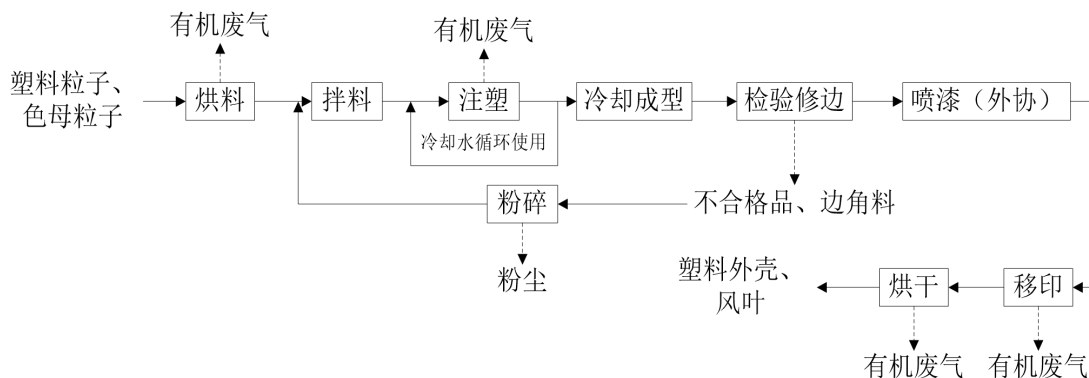 有机废气
有机废气
塑料粒子、
色母粒子
烘料
拌料
注塑
冷却成型
检验修边
喷漆（外协）
冷却水循环使用
粉碎
不合格品、边角料
粉尘
塑料外壳、
风叶
烘干
移印
有机废气
有机废气